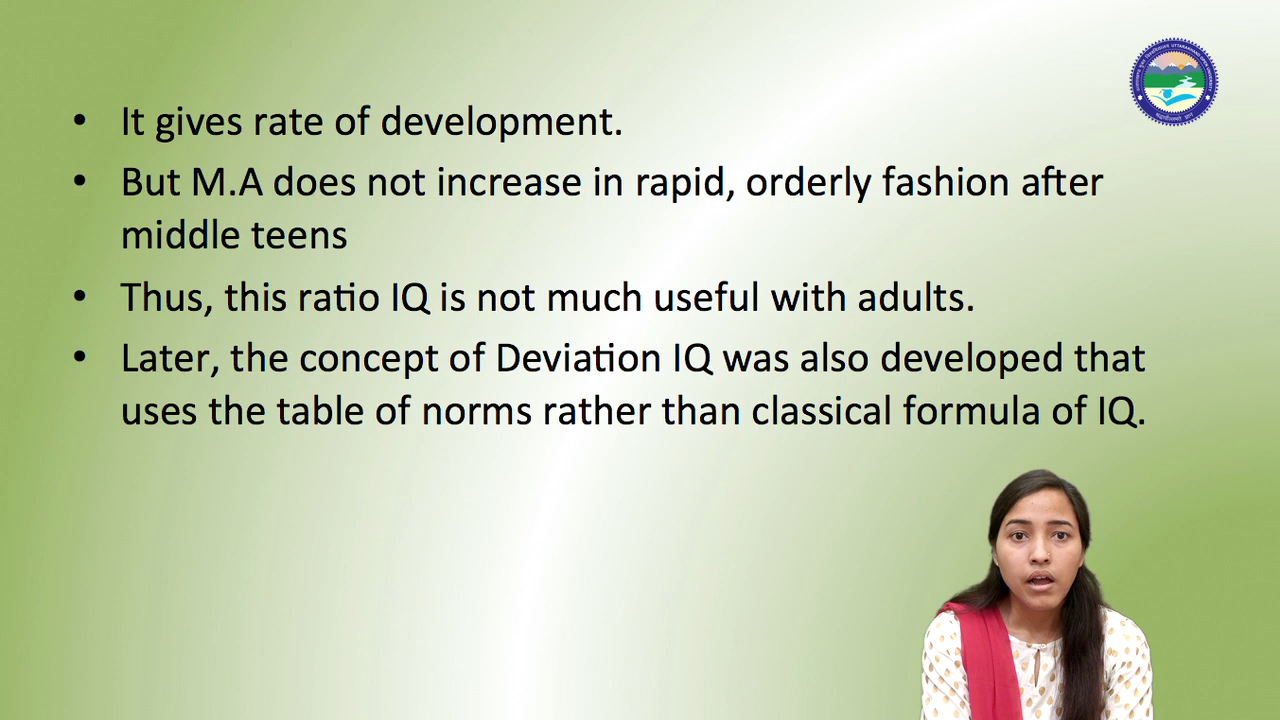 • It gives rate of development.
• But M.A does not increase in rapid, orderly fashion after
middle teens
• Thus, this ratio IQ is not much useful with adults.
• Later, the concept of Deviation IQ was also developed that
uses the table of norms rather than classical formula of IQ.